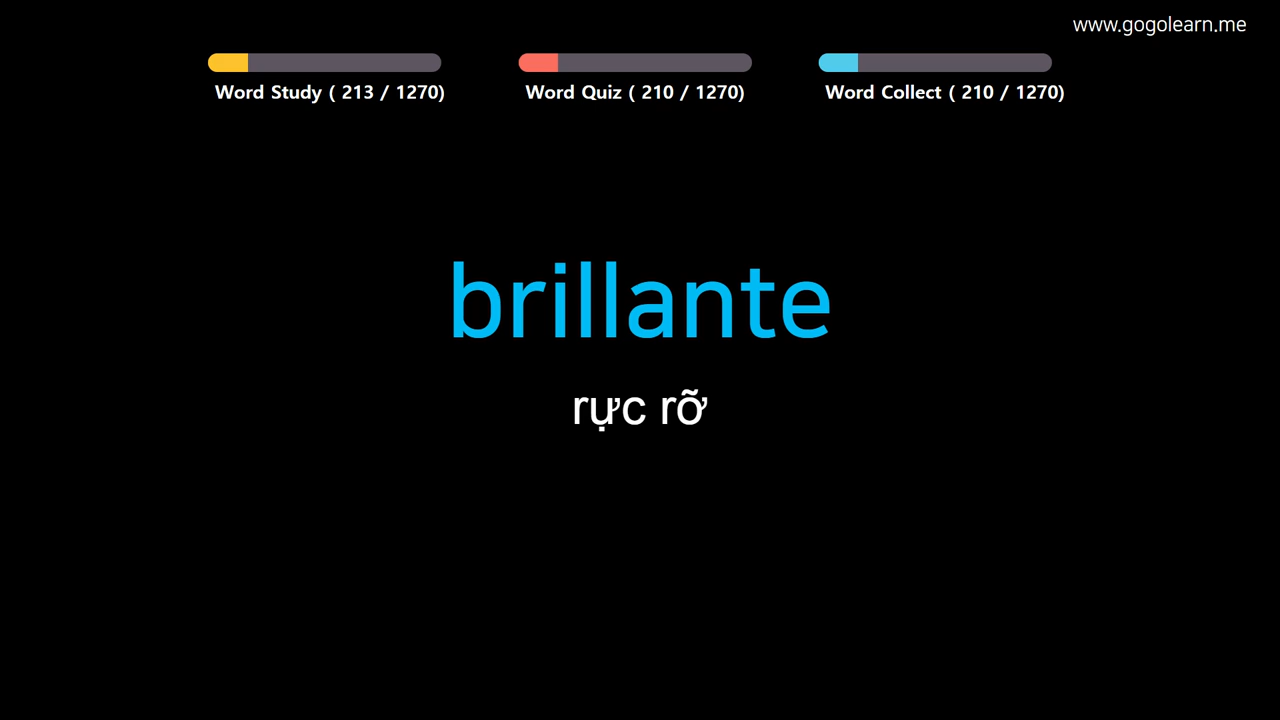 www.gogolearn.me
Word Study ( 213 / 1270)
Word Quiz ( 210 / 1270)
Word Collect ( 210 / 1270)
brillante
rực rỡ